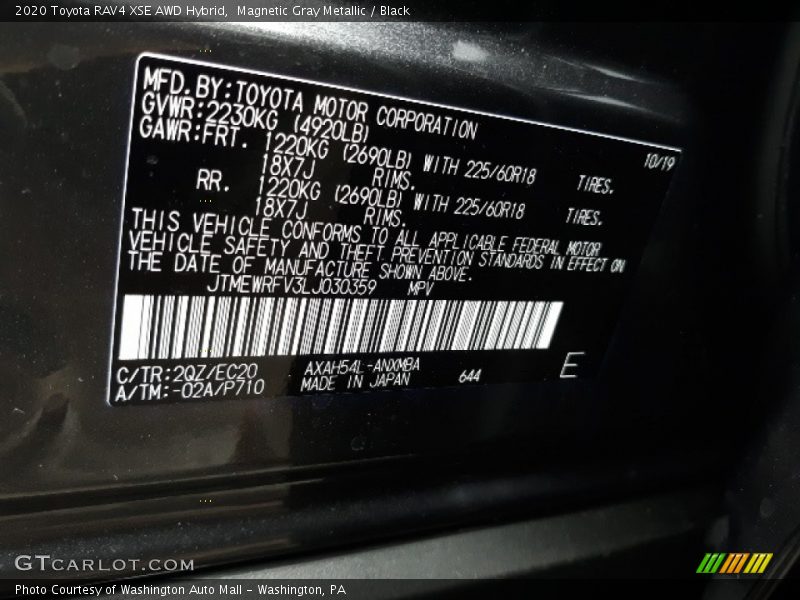 2020 Toyota RAV4 XSE AWD Hybrid, Magnetic Gray Metallic / Black
MFD. BY:TOYOTA MOTOR CORPORATION 10/19
GVWR:2230KG (4920LB)
GAWR:FRT. 1220KG (2690LB) WITH 225/60R18 TIRES.
18X7J RIMS.
RR. 1220KG (2690LB) WITH 225/60R18 TIRES.
18X7J RIMS.
THIS VEHICLE CONFORMS TO ALL APPLICABLE FEDERAL MOTOR
VEHICLE SAFETY AND THEFT PREVENTION STANDARDS IN EFFECT ON
THE DATE OF MANUFACTURE SHOWN ABOVE.
JTMEWRFV3LJ030359 MPV
C/TR:2QZ/EC20 AXAH54L-ANXMBA
A/TM:-02A/P710 MADE IN JAPAN 644 E
GTCARLOT.COM
Photo Courtesy of Washington Auto Mall - Washington, PA